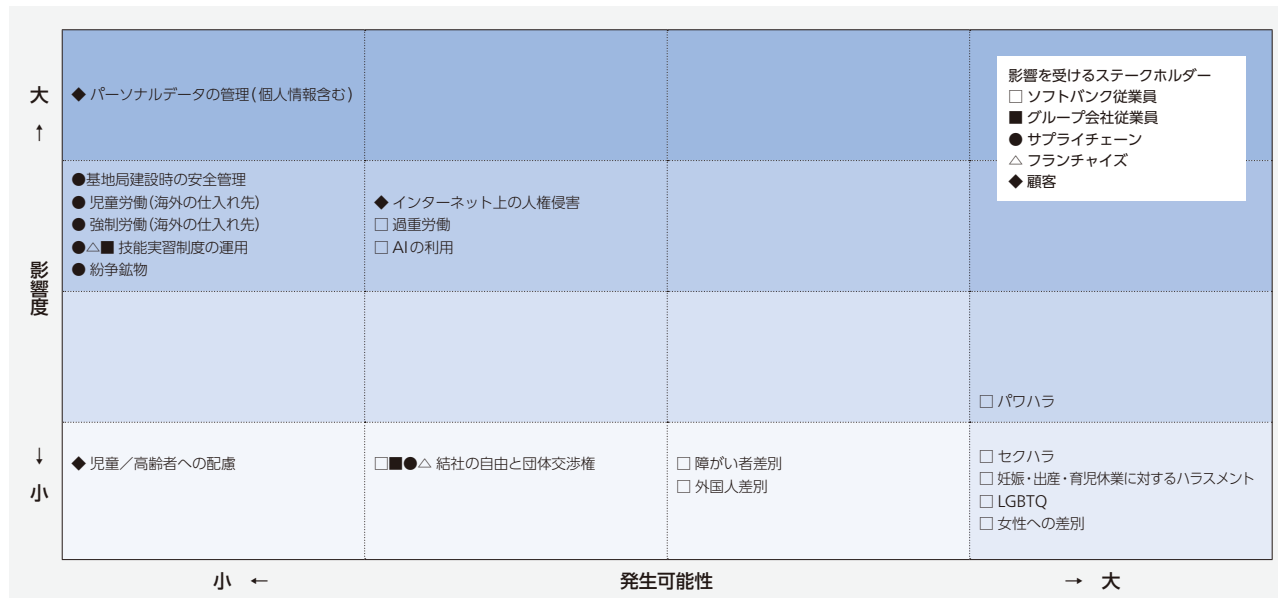 大
↑
影響度
↓
小
◆ パーソナルデータの管理(個人情報含む)
影響を受けるステークホルダー
□ ソフトバンク従業員
■ グループ会社従業員
● サプライチェーン
△ フランチャイズ
◆ 顧客
●基地局建設時の安全管理
● 児童労働(海外の仕入れ先)
● 強制労働(海外の仕入れ先)
●△■ 技能実習制度の運用
● 紛争鉱物
◆ インターネット上の人権侵害
□ 過重労働
□ AIの利用
□ パワハラ
◆ 児童／高齢者への配慮
□■●△ 結社の自由と団体交渉権
□ 障がい者差別
□ 外国人差別
□ セクハラ
□ 妊娠・出産・育児休業に対するハラスメント
□ LGBTQ
□ 女性への差別
小 ←
発生可能性
→ 大